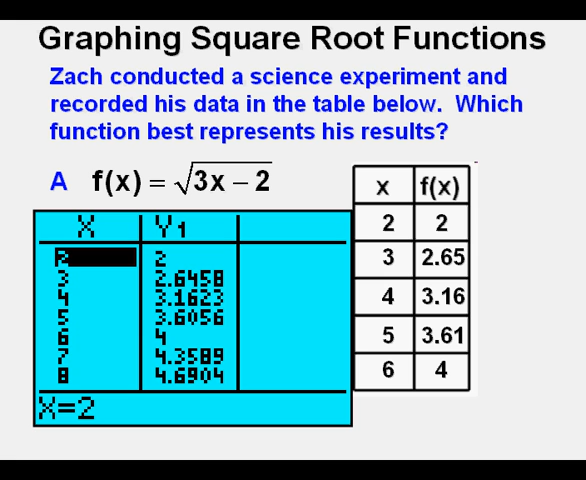 Graphing Square Root Functions
Zach conducted a science experiment and
recorded his data in the table below. Which
function best represents his results?
A f(x) = √3x − 2
X Y1
2 2
3 2.6458
4 3.1623
5 3.6056
6 4
7 4.3589
8 4.6904
X=2
x f(x)
2 2
3 2.65
4 3.16
5 3.61
6 4